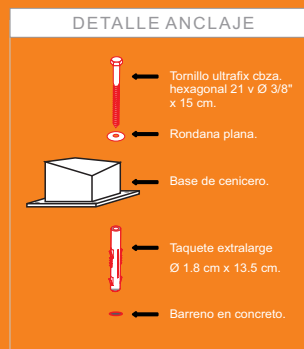 DETALLE ANCLAJE
Tornillo ultrafix cbza.
hexagonal 21 v Ø 3/8"
x 15 cm.
Rondana plana.
Base de cenicero.
Taquete extralarge
Ø 1.8 cm x 13.5 cm.
Barreno en concreto.